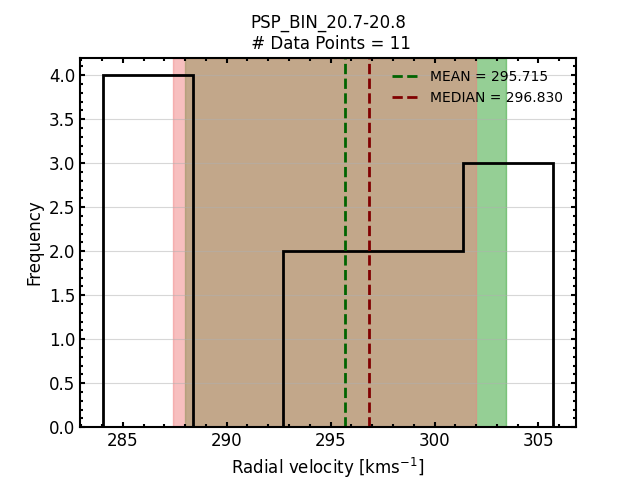 PSP_BIN_20.7-20.8
# Data Points = 11
MEAN = 295.715
MEDIAN = 296.830
4.0
3.5
3.0
2.5
2.0
1.5
1.0
0.5
0.0
Frequency
285 290 295 300 305
Radial velocity [kms⁻¹]